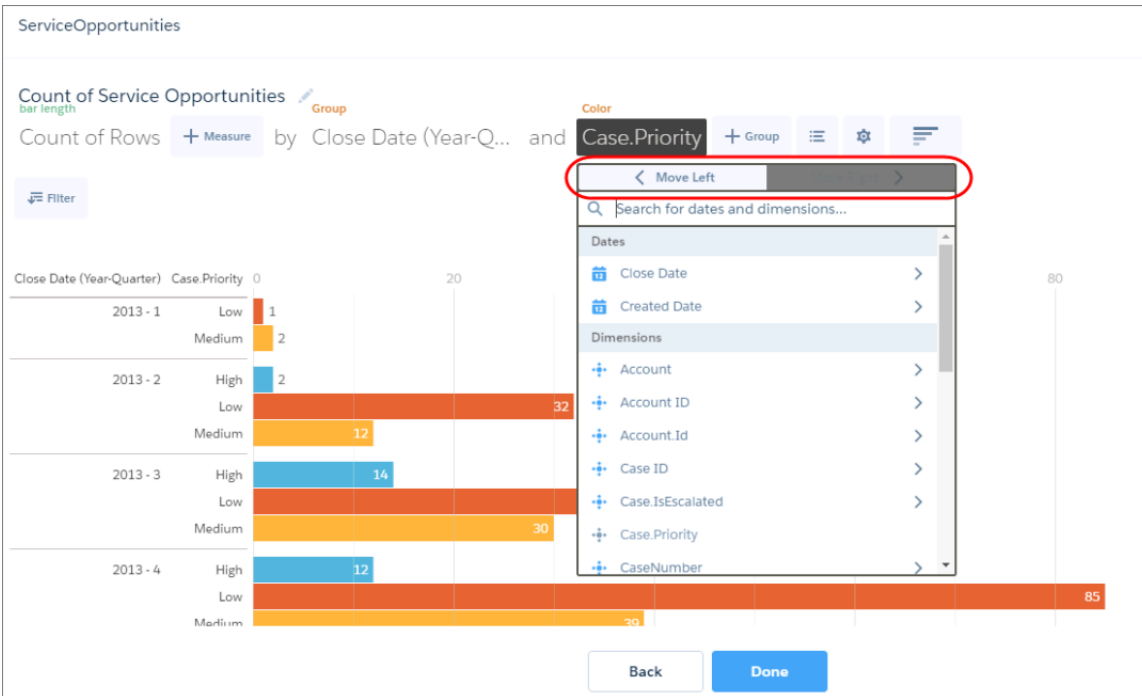 ServiceOpportunities
Count of Service Opportunities
bar length Group Color
Count of Rows + Measure by Close Date (Year-Q... and Case.Priority + Group
Move Left
Filter
Search for dates and dimensions...
Dates
Close Date
Created Date
Dimensions
Account
Account ID
Account.Id
Case ID
Case.IsEscalated
Case.Priority
CaseNumber
Close Date (Year-Quarter) Case.Priority 0 20 80
2013 - 1 Low 1
Medium 2
2013 - 2 High 2
Low 32
Medium 12
2013 - 3 High 14
Low
Medium 30
2013 - 4 High 12
Low 85
Medium 39
Back Done